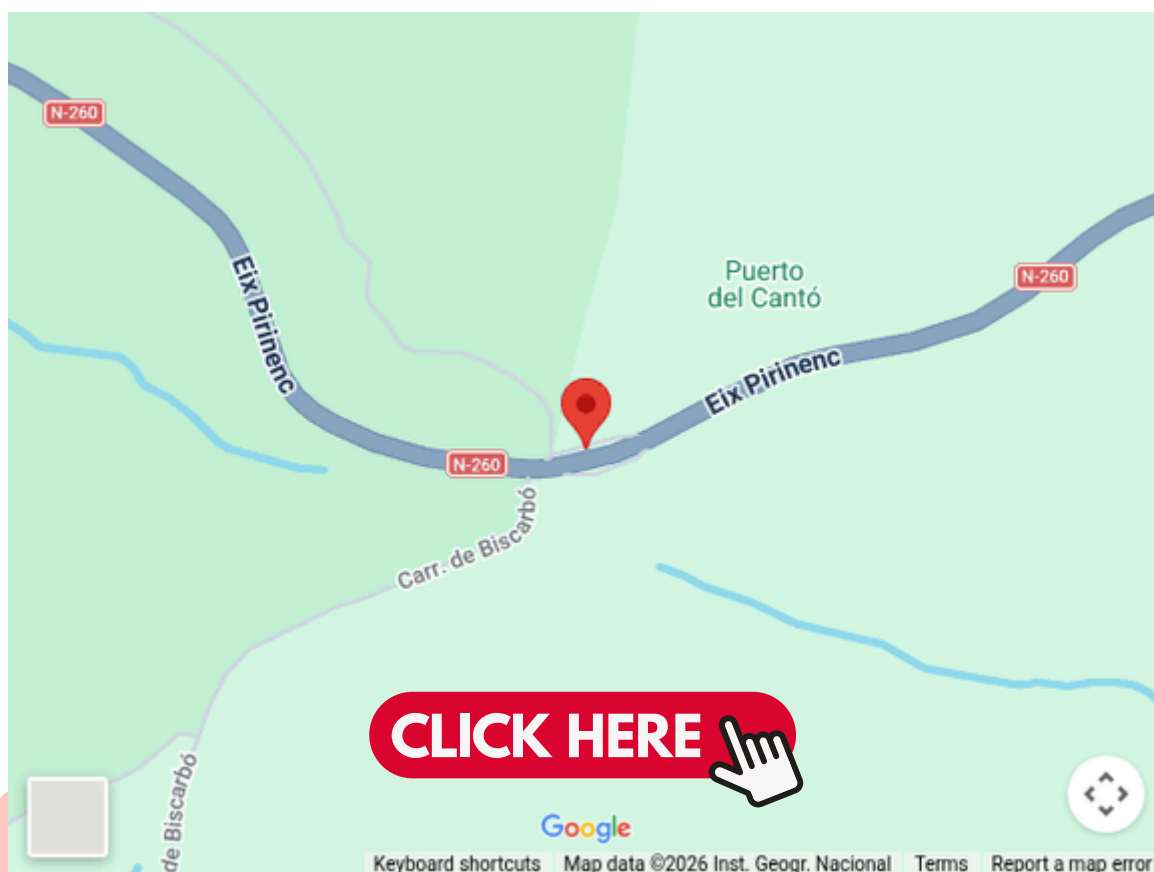 N-260
Eix Pirinenc
Puerto
del Cantó
N-260
Eix Pirinenc
N-260
Carr. de Biscarbó
de Biscarbó
CLICK HERE
Google
Keyboard shortcuts
Map data ©2026 Inst. Geogr. Nacional
Terms
Report a map error